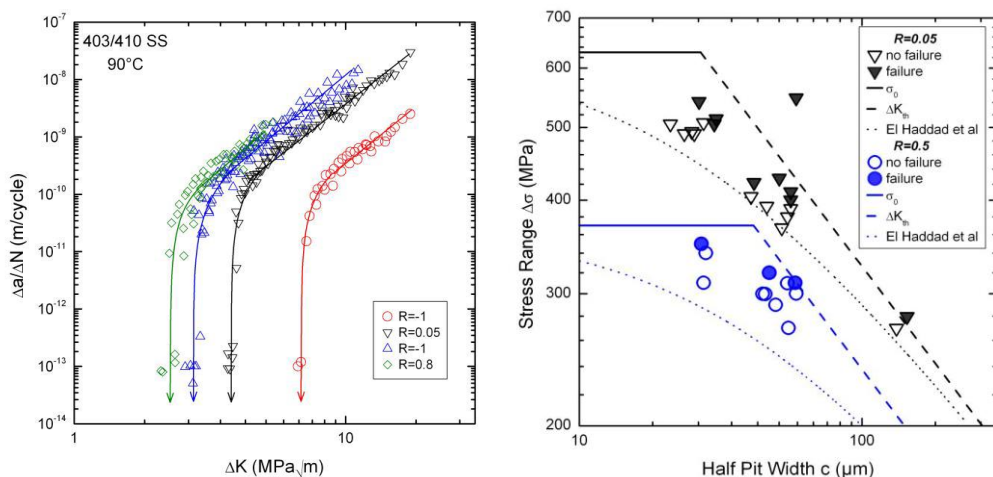 403/410 SS
90°C
10⁻⁷
10⁻⁸
10⁻⁹
10⁻¹⁰
10⁻¹¹
10⁻¹²
10⁻¹³
10⁻¹⁴
Δa/ΔN (m/cycle)
R=-1
R=0.05
R=-1
R=0.8
1
10
ΔK (MPa√m)
700
600
500
400
300
200
Stress Range Δσ (MPa)
R=0.05
no failure
failure
σ₀
ΔKₜₕ
El Haddad et al
R=0.5
no failure
failure
σ₀
ΔKₜₕ
El Haddad et al
10
100
Half Pit Width c (μm)